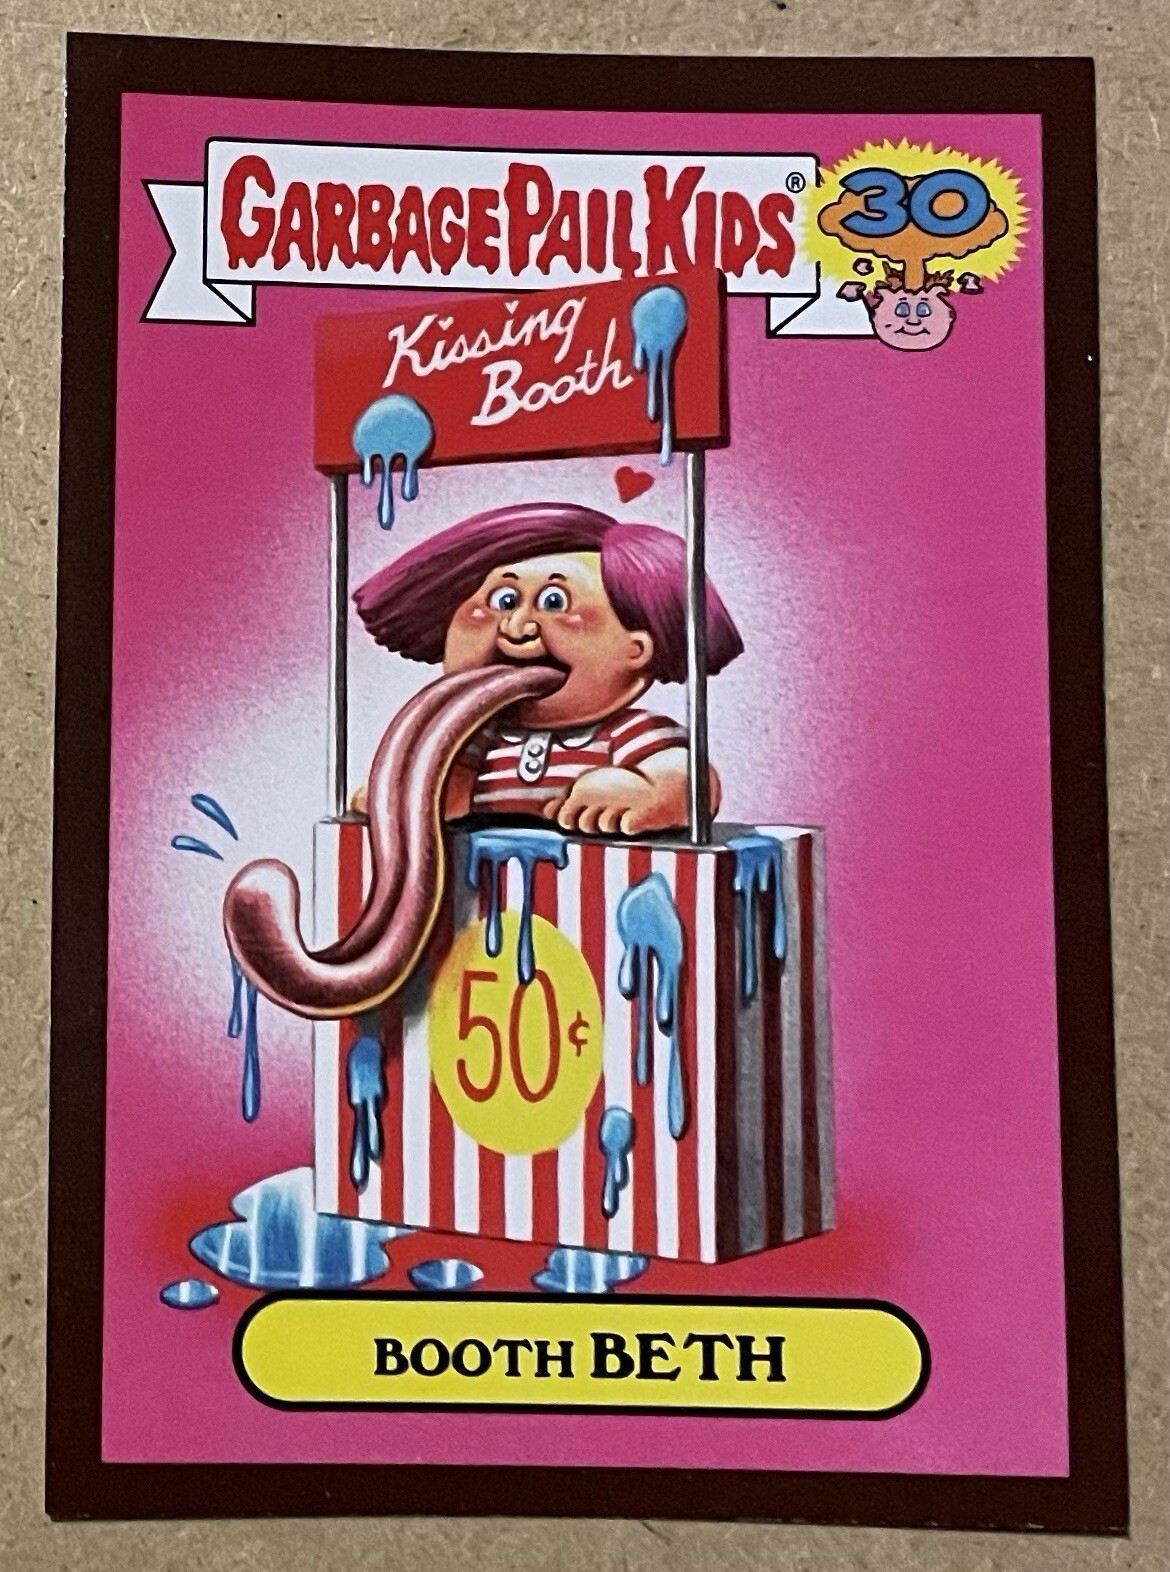 GARBAGE PAIL KIDS®
30
Kissing
Booth
50¢
BOOTH BETH